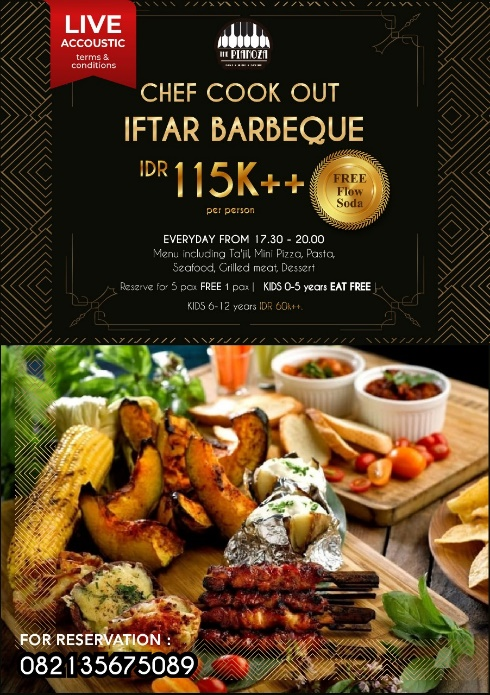 LIVE
ACCOUSTIC
terms &
conditions
THE PIANOZA
CHEF COOK OUT
IFTAR BARBEQUE
IDR 115K++
per person
FREE
Flow
Soda
EVERYDAY FROM 17.30 - 20.00
Menu including Ta'jil, Mini Pizza, Pasta,
Seafood, Grilled meat, Dessert
Reserve for 5 pax FREE 1 pax | KIDS 0-5 years EAT FREE |
KIDS 6-12 years IDR 60k++.
FOR RESERVATION :
082135675089